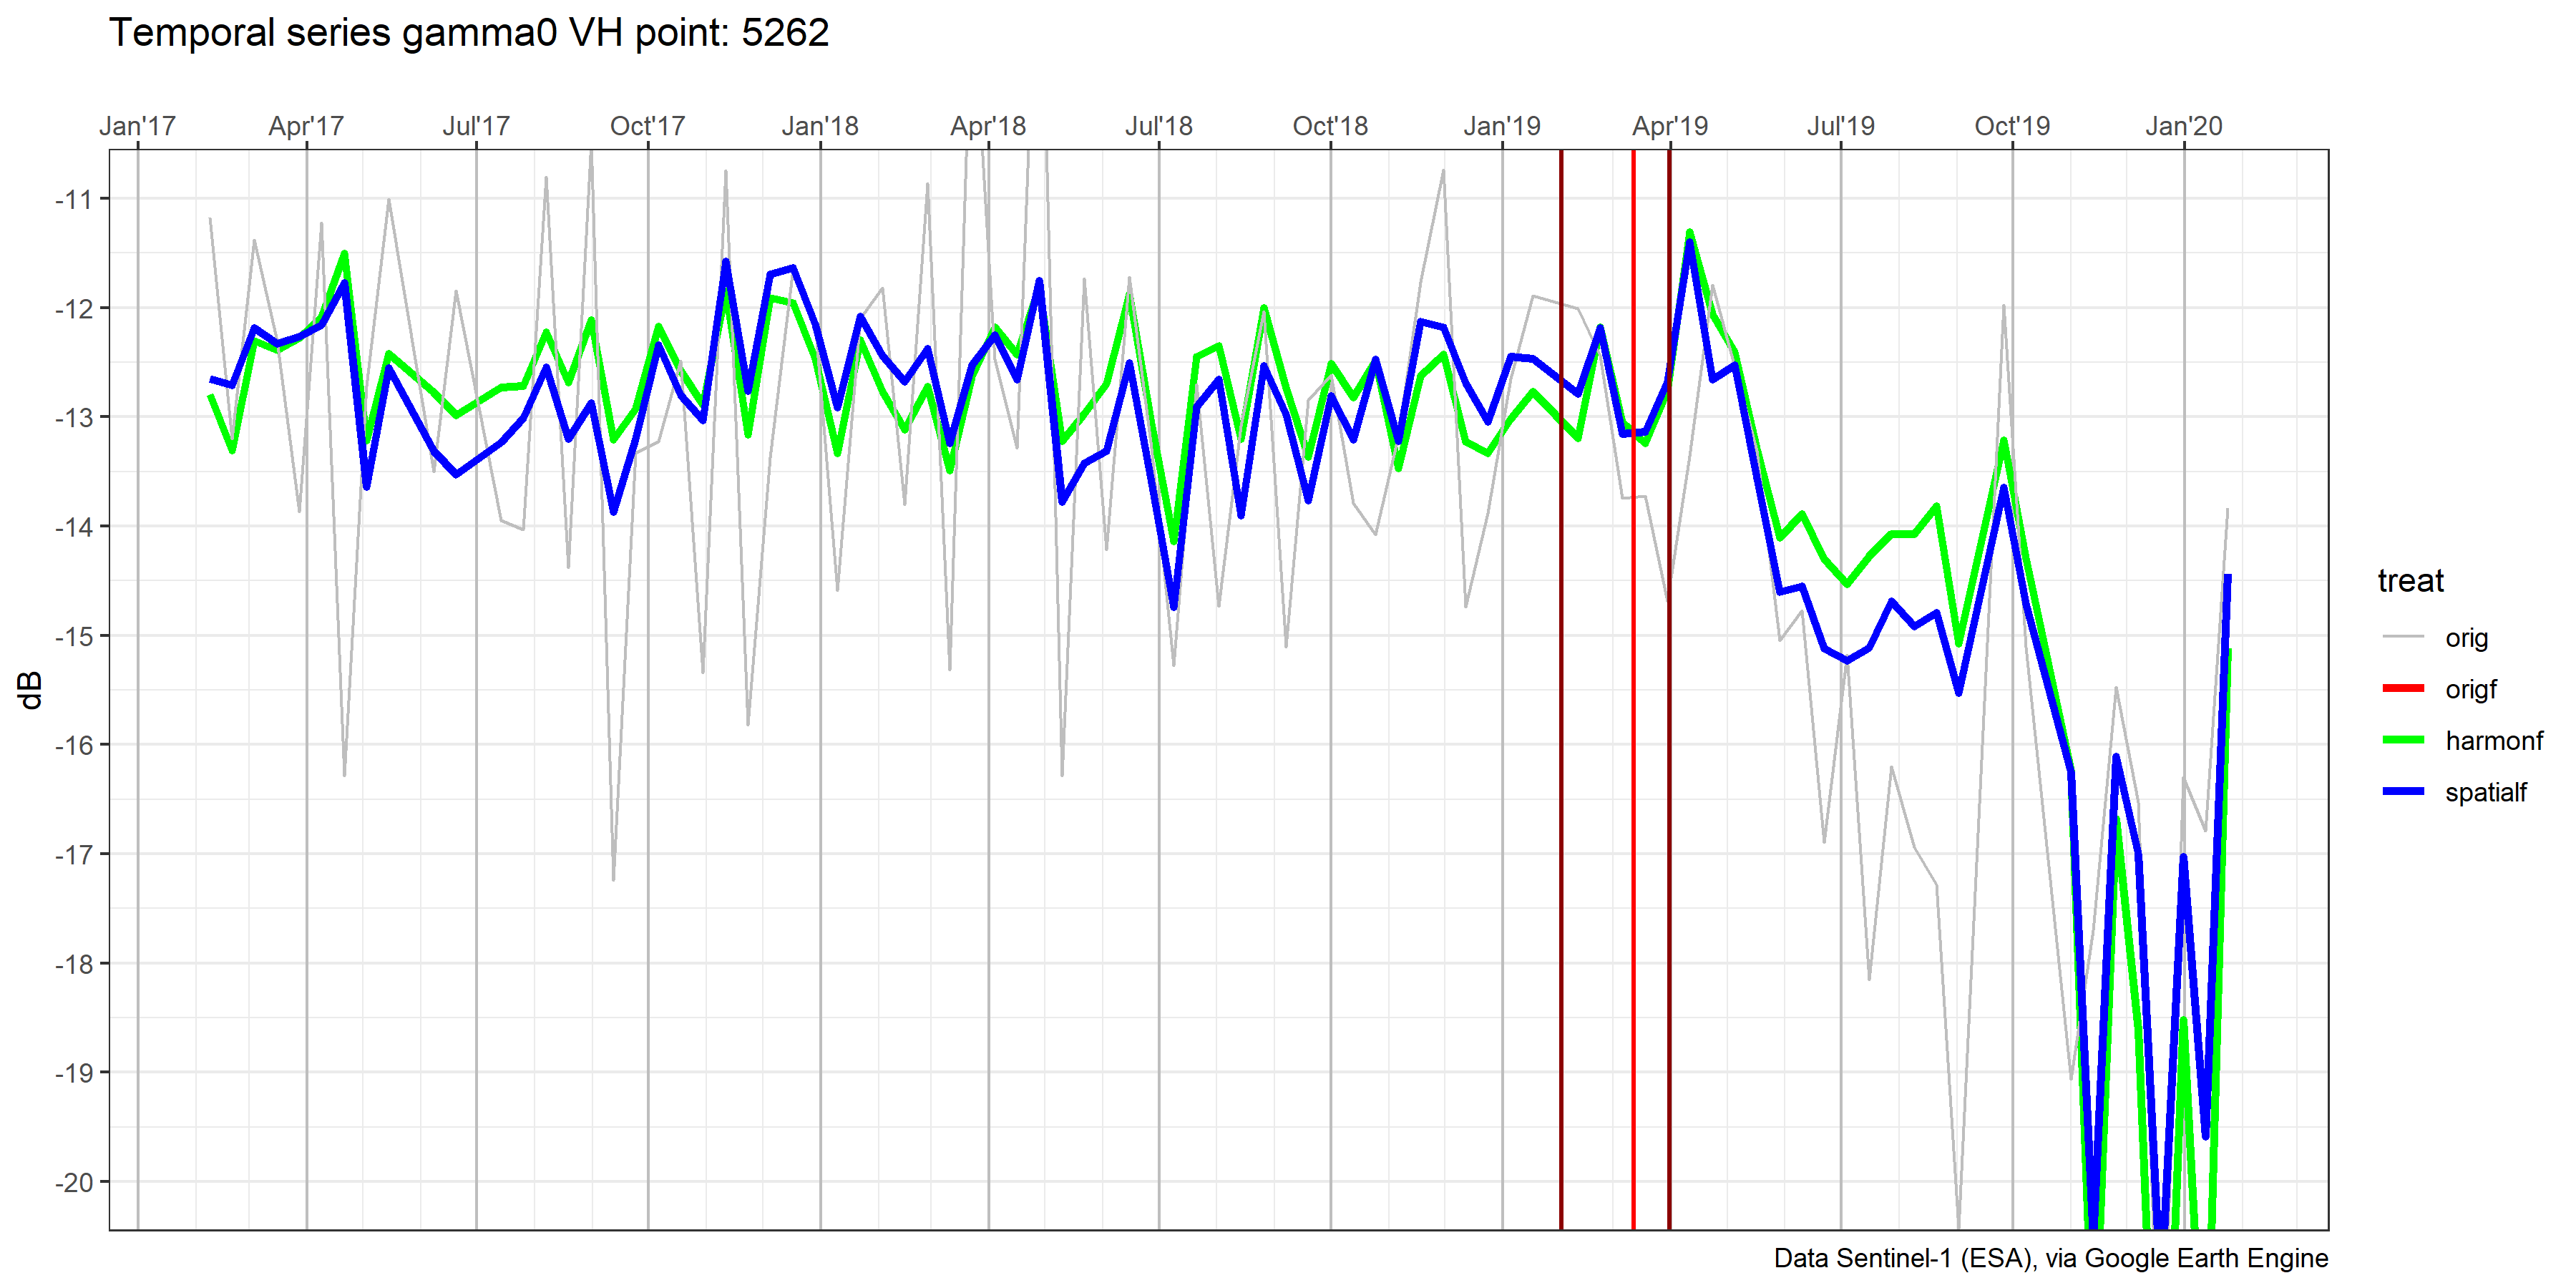 Temporal series gamma0 VH point: 5262
Jan'17 Apr'17 Jul'17 Oct'17 Jan'18 Apr'18 Jul'18 Oct'18 Jan'19 Apr'19 Jul'19 Oct'19 Jan'20
-11
-12
-13
-14
-15
-16
-17
-18
-19
-20
dB
treat
orig
origf
harmonf
spatialf
Data Sentinel-1 (ESA), via Google Earth Engine